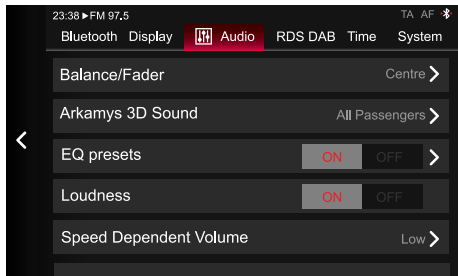 23:38 ▸ FM 97.5 TA AF
Bluetooth Display Audio RDS DAB Time System
Balance/Fader Centre
Arkamys 3D Sound All Passengers
EQ presets ON OFF
Loudness ON OFF
Speed Dependent Volume Low